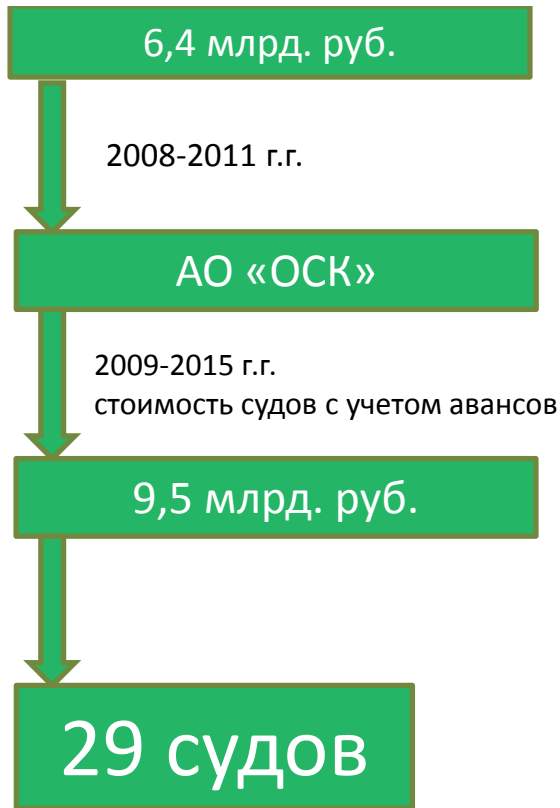 6,4 млрд. руб.
2008-2011 г.г.
АО «ОСК»
2009-2015 г.г.
стоимость судов с учетом авансов
9,5 млрд. руб.
29 судов